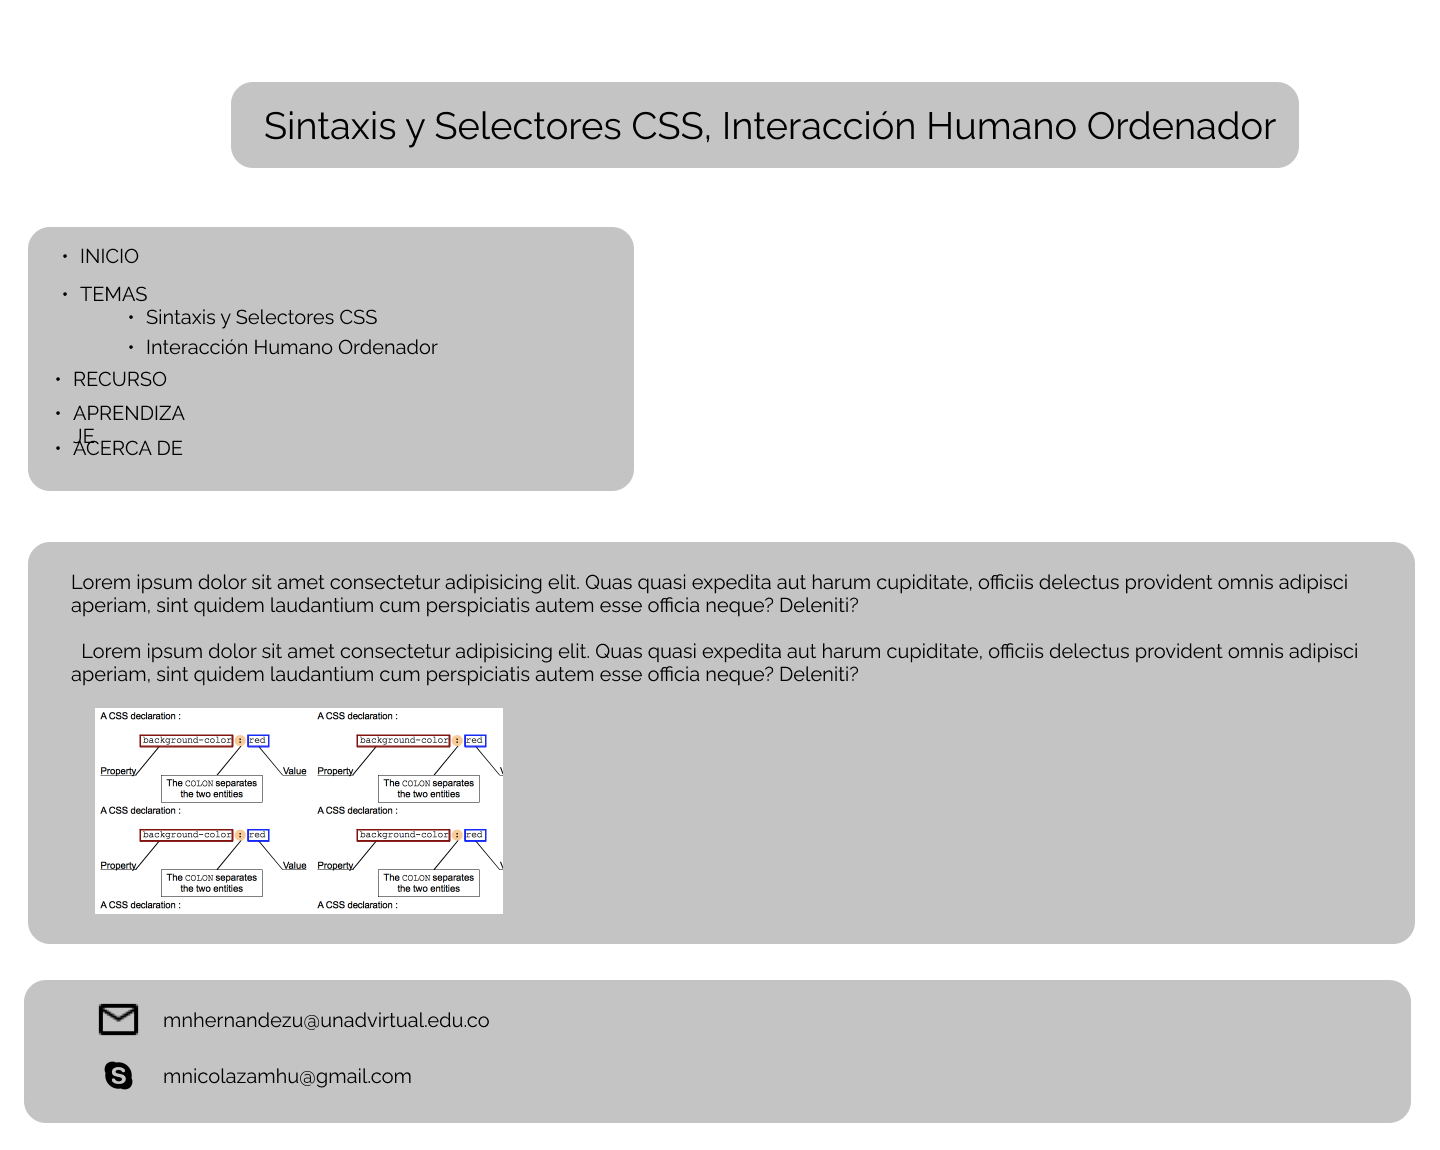 Sintaxis y Selectores CSS, Interacción Humano Ordenador
• INICIO
• TEMAS
• Sintaxis y Selectores CSS
• Interacción Humano Ordenador
• RECURSO
• APRENDIZA
JE
• ACERCA DE
Lorem ipsum dolor sit amet consectetur adipisicing elit. Quas quasi expedita aut harum cupiditate, officiis delectus provident omnis adipisci
aperiam, sint quidem laudantium cum perspiciatis autem esse officia neque? Deleniti?
Lorem ipsum dolor sit amet consectetur adipisicing elit. Quas quasi expedita aut harum cupiditate, officiis delectus provident omnis adipisci
aperiam, sint quidem laudantium cum perspiciatis autem esse officia neque? Deleniti?
A CSS declaration : A CSS declaration :
background-color : red background-color : red
Property Value Property V
The COLON separates The COLON separates
the two entities the two entities
A CSS declaration : A CSS declaration :
background-color : red background-color : red
Property Value Property V
The COLON separates The COLON separates
the two entities the two entities
A CSS declaration : A CSS declaration :
mnhernandezu@unadvirtual.edu.co
mnicolazamhu@gmail.com